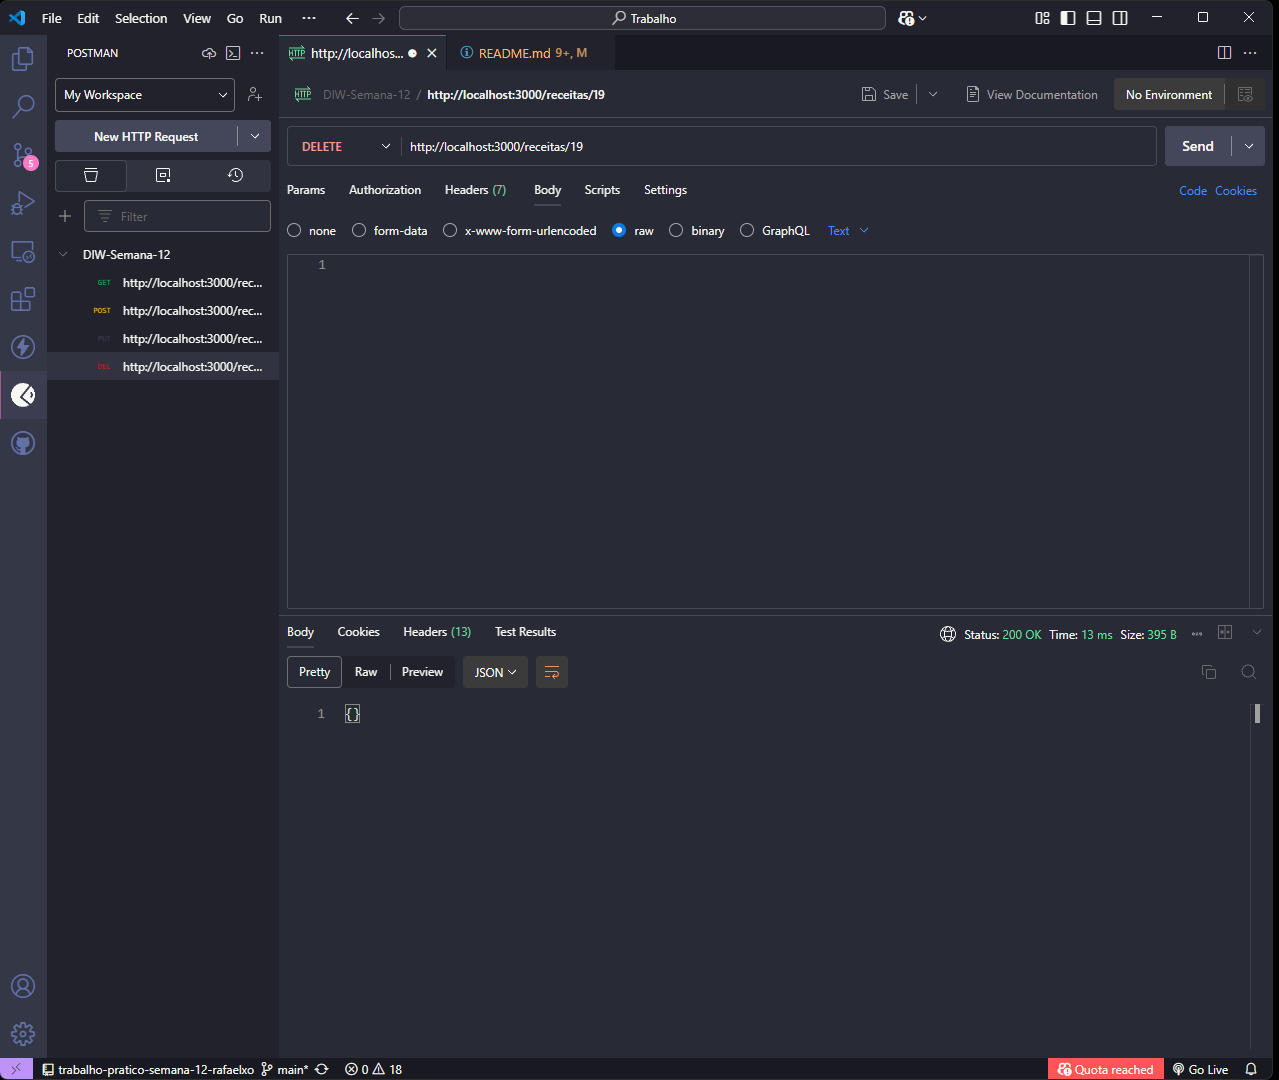 File Edit Selection View Go Run ··· Trabalho
POSTMAN
http://localhos...
README.md 9+, M
My Workspace
DIW-Semana-12 / http://localhost:3000/receitas/19
Save
View Documentation
No Environment
New HTTP Request
DELETE
http://localhost:3000/receitas/19
Send
Params Authorization Headers (7) Body Scripts Settings
Code Cookies
Filter
none form-data x-www-form-urlencoded raw binary GraphQL Text
DIW-Semana-12
1
GET http://localhost:3000/rec...
POST http://localhost:3000/rec...
PUT http://localhost:3000/rec...
DEL http://localhost:3000/rec...
5
Body Cookies Headers (13) Test Results
Status: 200 OK Time: 13 ms Size: 395 B
Pretty Raw Preview JSON
1 {}
trabalho-pratico-semana-12-rafaelxo main* 0 18
Quota reached Go Live